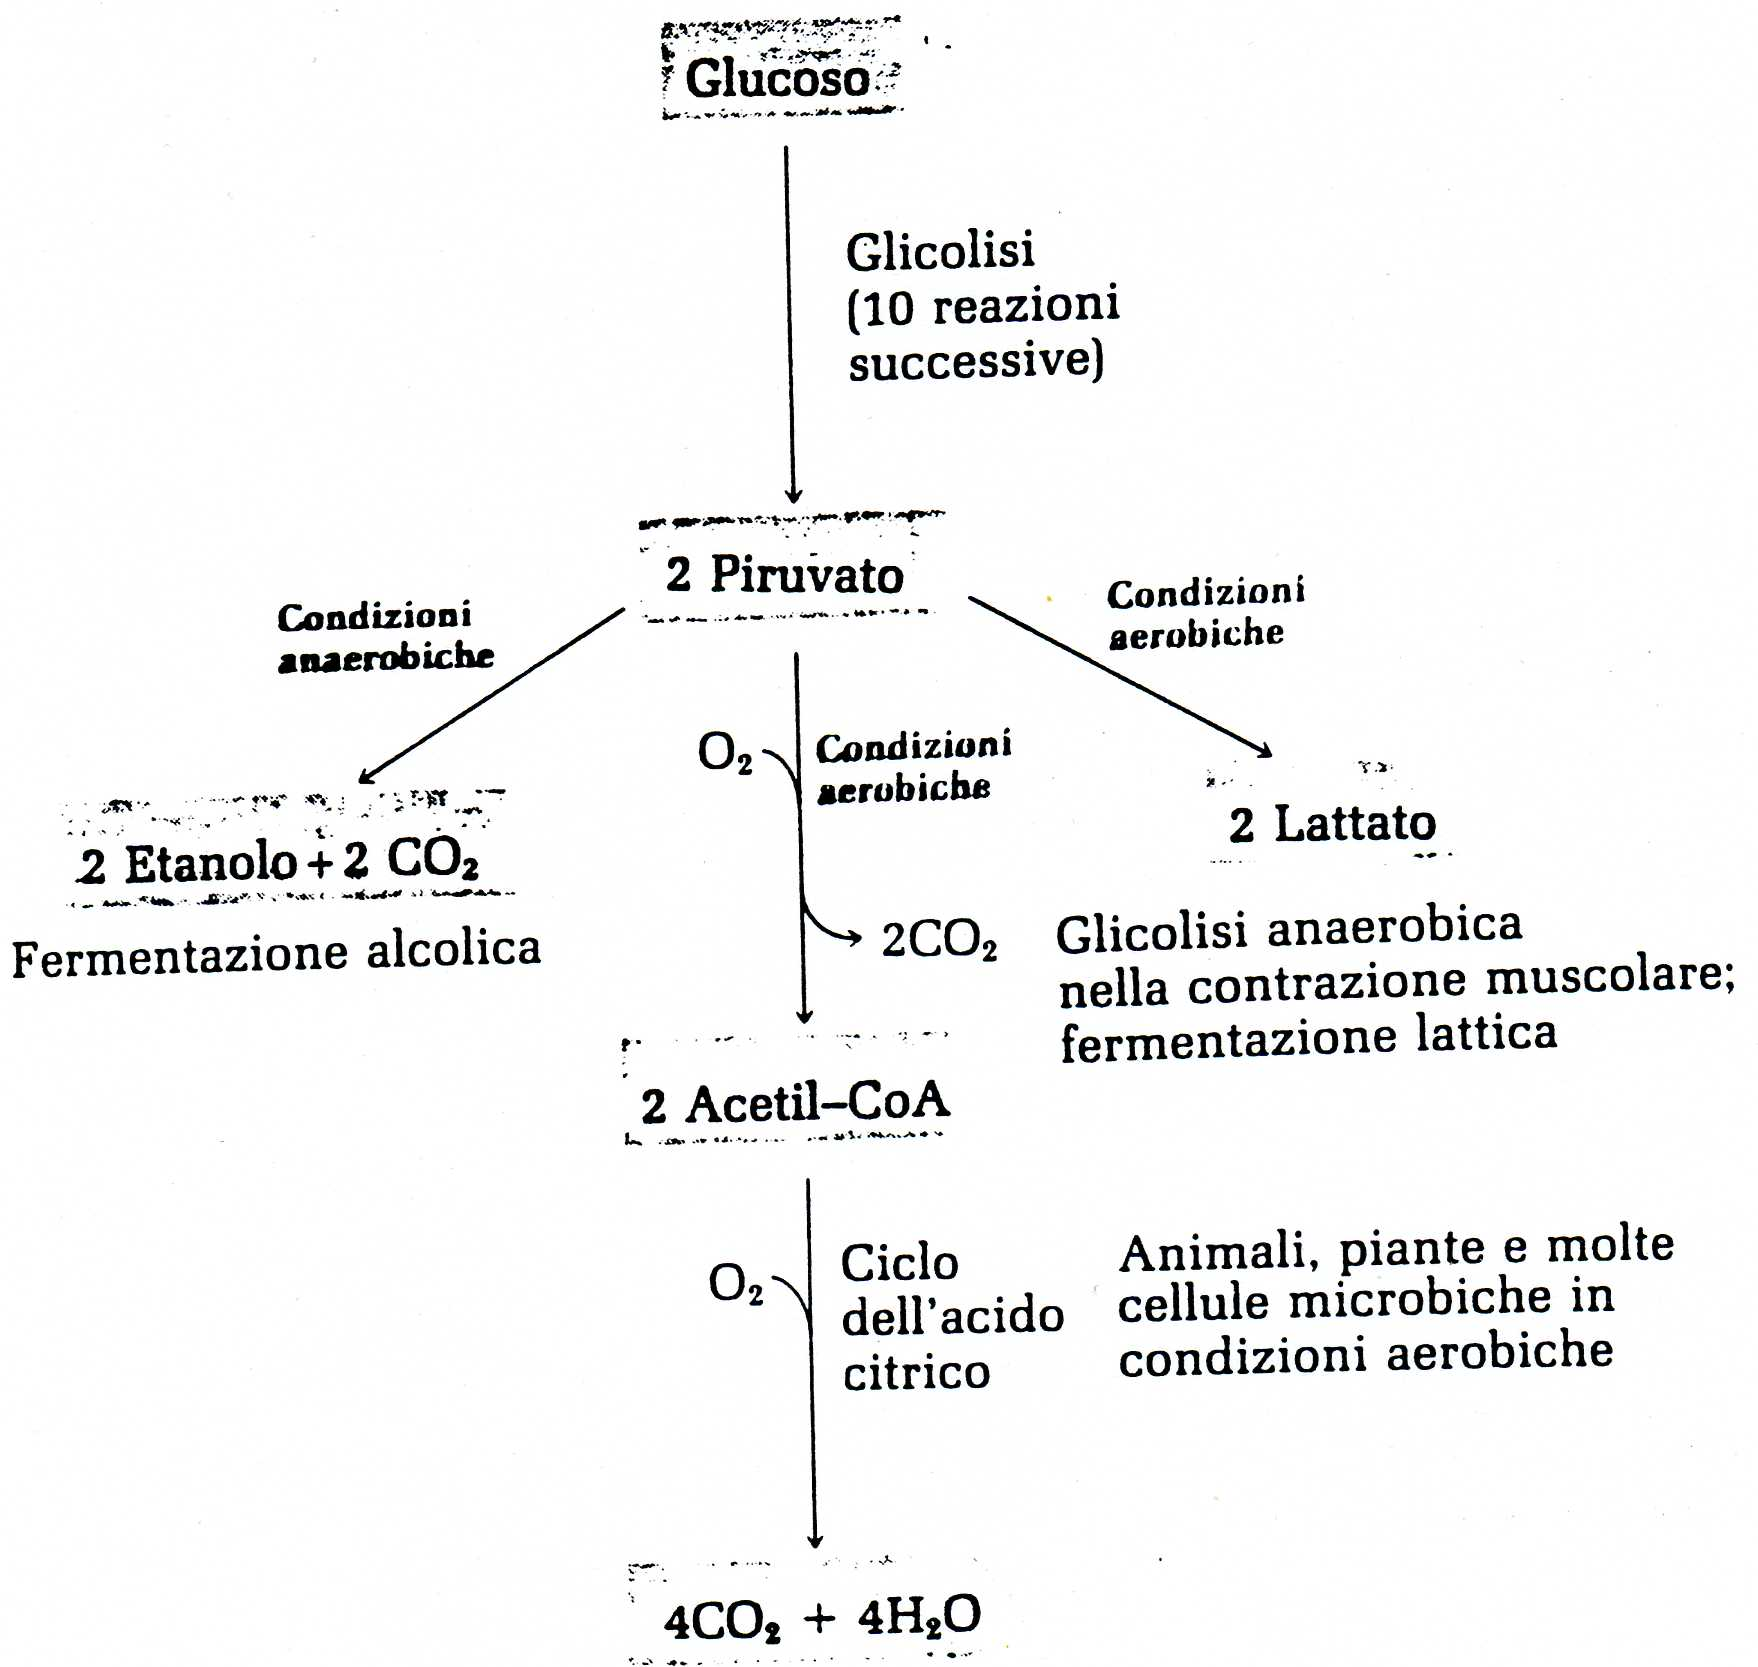 Glucoso
Glicolisi
(10 reazioni
successive)
2 Piruvato
Condizioni
anaerobiche
Condizioni
aerobiche
O₂
Condizioni
aerobiche
2 Etanolo + 2 CO₂
Fermentazione alcolica
2 Lattato
2CO₂
Glicolisi anaerobica
nella contrazione muscolare;
fermentazione lattica
2 Acetil–CoA
O₂
Ciclo
dell'acido
citrico
Animali, piante e molte
cellule microbiche in
condizioni aerobiche
4CO₂ + 4H₂O